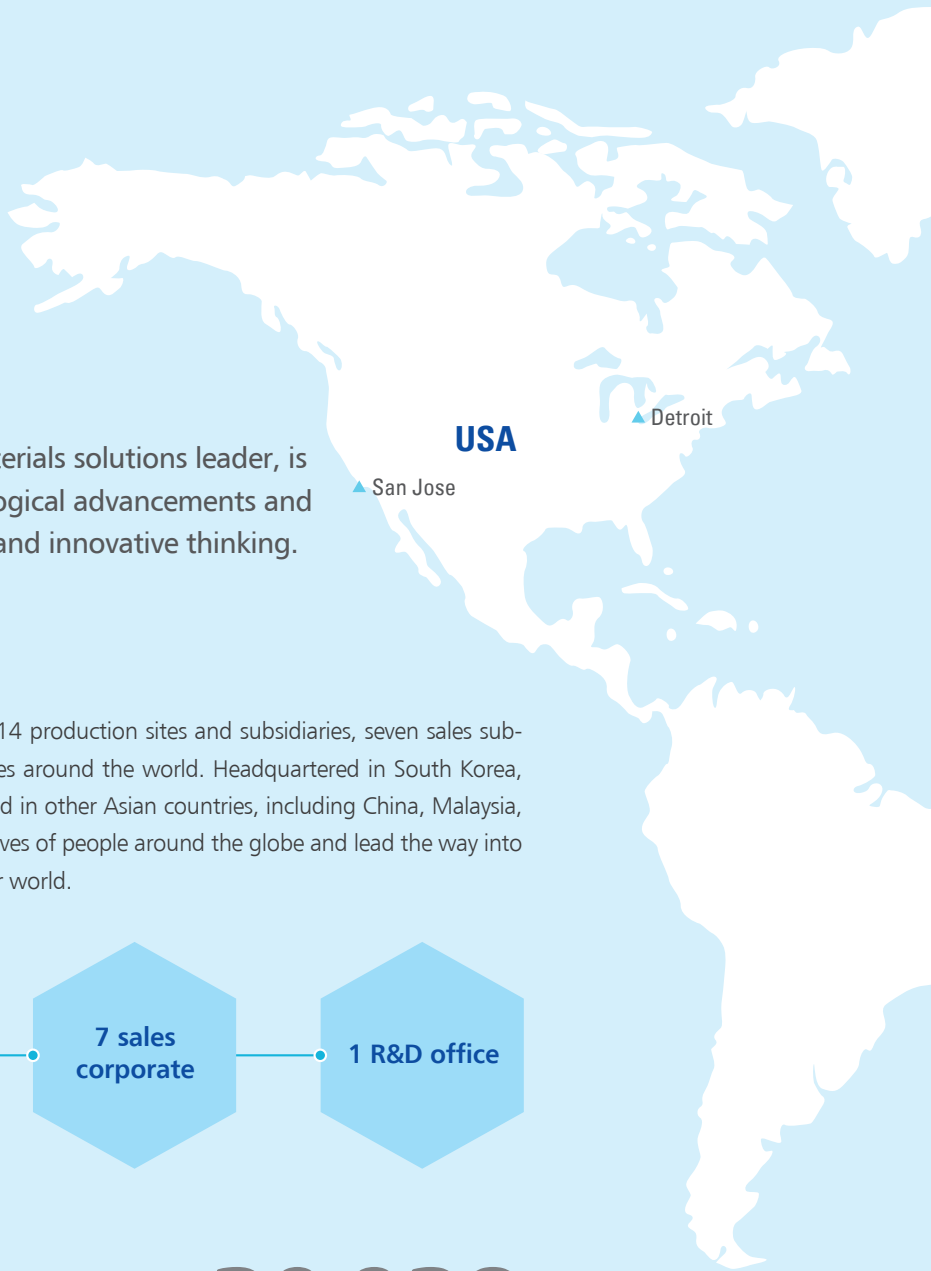 USA
Detroit
San Jose
terials solutions leader, is
ogical advancements and
and innovative thinking.
14 production sites and subsidiaries, seven sales sub-
es around the world. Headquartered in South Korea,
d in other Asian countries, including China, Malaysia,
ves of people around the globe and lead the way into
r world.
7 sales
corporate
1 R&D office